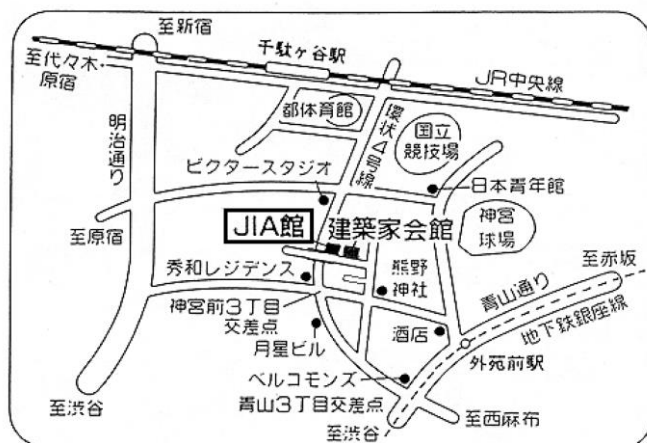 至新宿
千駄ヶ谷駅
至代々木・
原宿
JR中央線
都体育館
環状4号線
国立
競技場
明治通り
ビクタースタジオ
日本青年館
神宮
球場
JIA館
建築家会館
至原宿
至赤坂
秀和レジデンス
熊野
神社
青山通り
地下鉄銀座線
神宮前3丁目
交差点
月星ビル
酒店
外苑前駅
ベルコモンズ
青山3丁目交差点
至渋谷
至渋谷
至西麻布